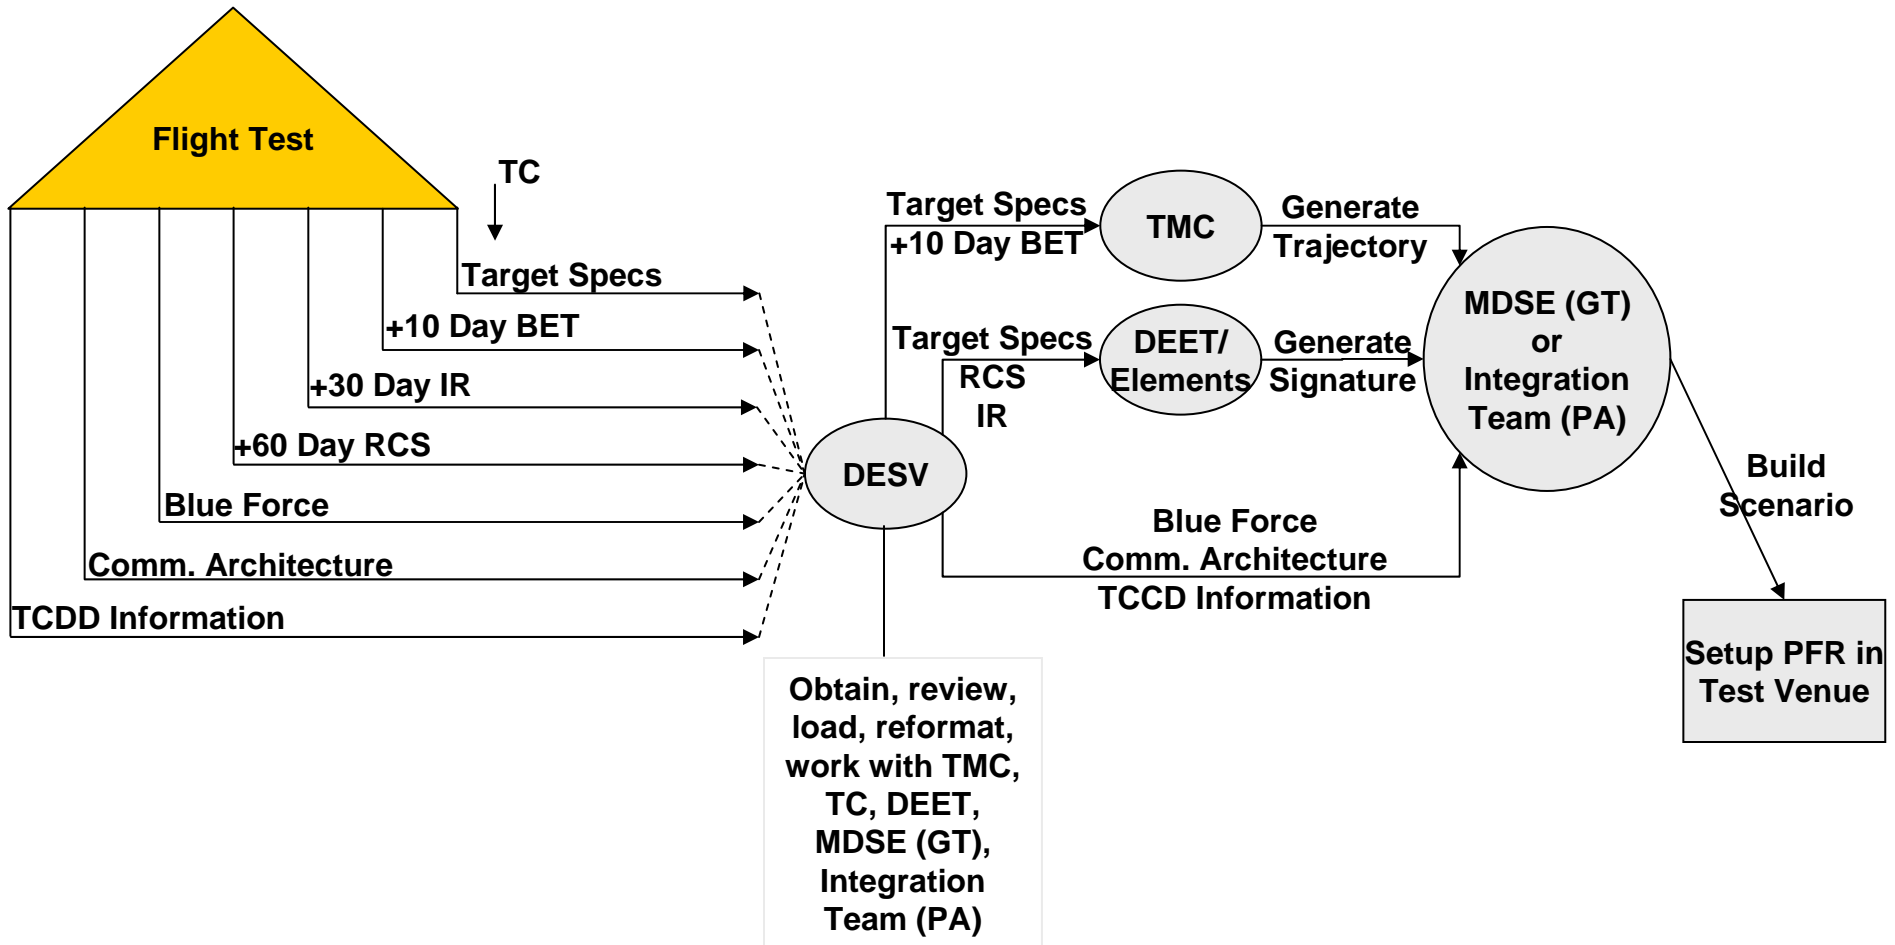 Flight Test
TC
Target Specs
+10 Day BET
+30 Day IR
+60 Day RCS
Blue Force
Comm. Architecture
TCDD Information
DESV
Obtain, review,
load, reformat,
work with TMC,
TC, DEET,
MDSE (GT),
Integration
Team (PA)
Target Specs
+10 Day BET
TMC
Generate
Trajectory
Target Specs
RCS
IR
DEET/
Elements
Generate
Signature
Blue Force
Comm. Architecture
TCCD Information
MDSE (GT)
or
Integration
Team (PA)
Build
Scenario
Setup PFR in
Test Venue